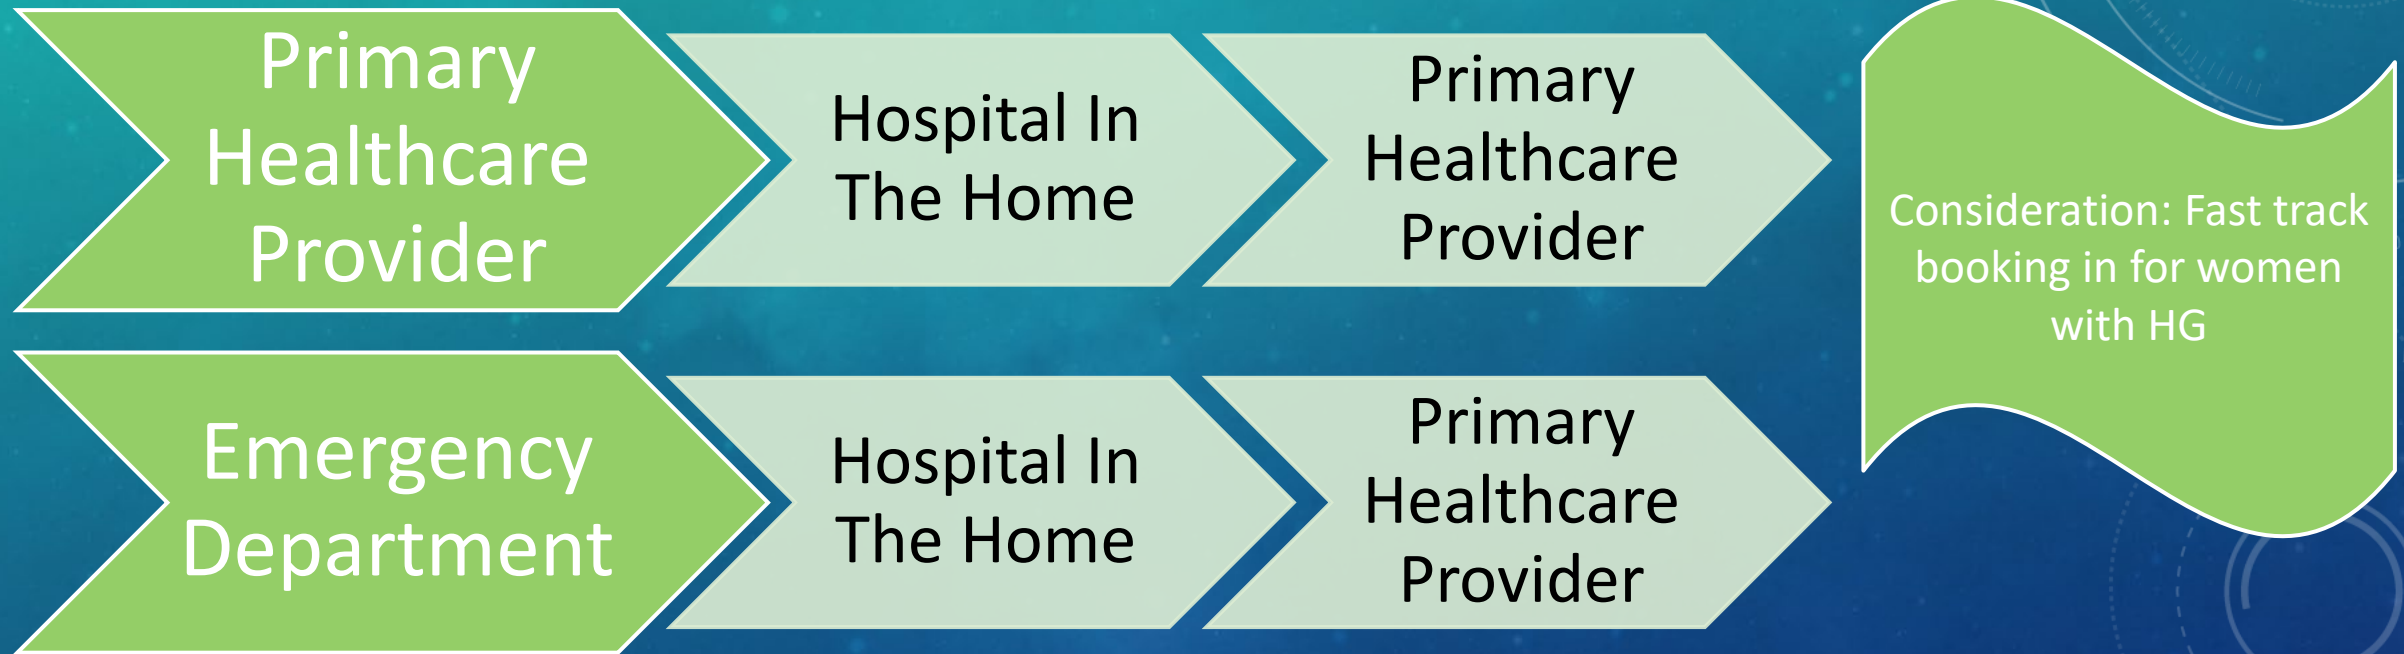 Primary
Healthcare
Provider
Hospital In
The Home
Primary
Healthcare
Provider
Consideration: Fast track
booking in for women
with HG
Emergency
Department
Hospital In
The Home
Primary
Healthcare
Provider